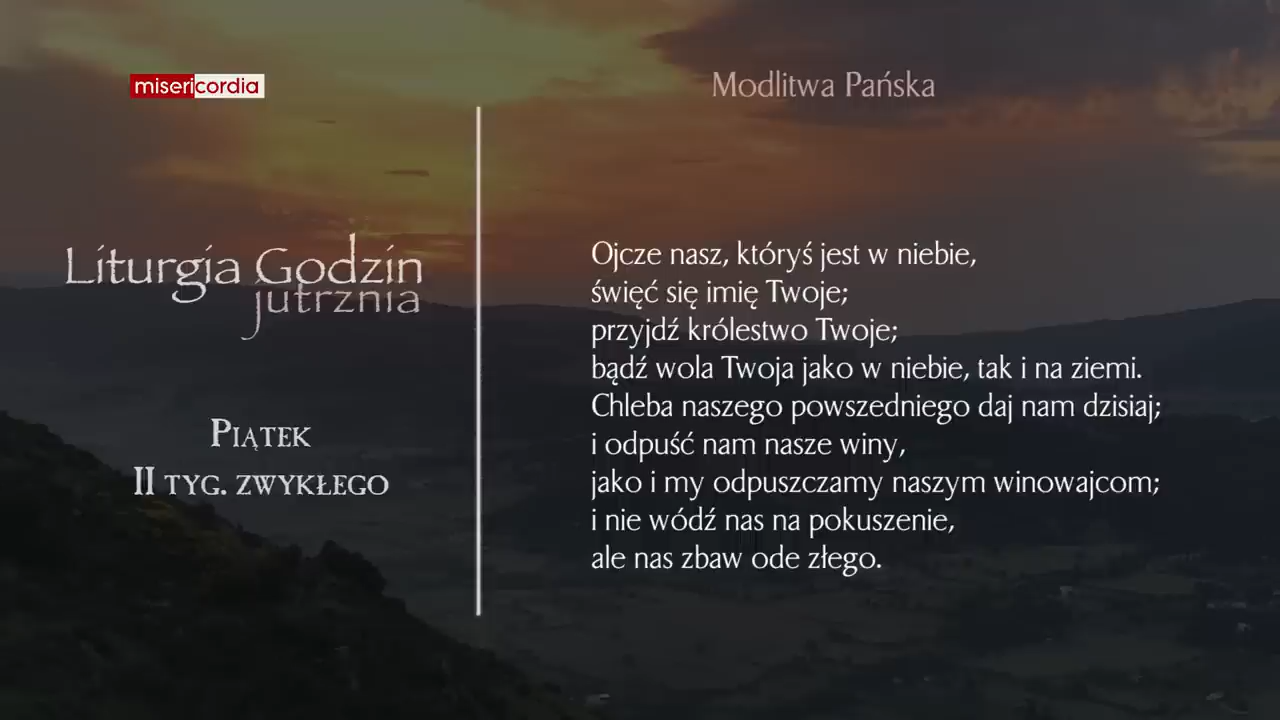 misericordia
Liturgia Godzin
jutrznia
Piątek
II tyg. zwykłego
Modlitwa Pańska
Ojcze nasz, któryś jest w niebie,
święć się imię Twoje;
przyjdź królestwo Twoje;
bądź wola Twoja jako w niebie, tak i na ziemi.
Chleba naszego powszedniego daj nam dzisiaj;
i odpuść nam nasze winy,
jako i my odpuszczamy naszym winowajcom;
i nie wódź nas na pokuszenie,
ale nas zbaw ode złego.